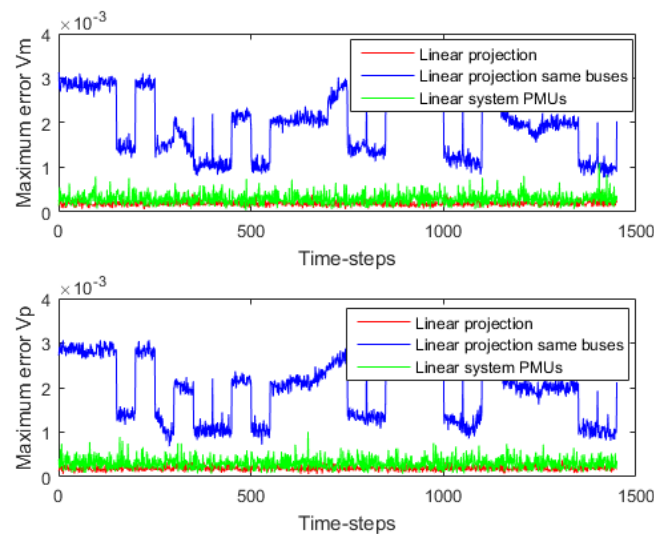 ×10⁻³
4
3
2
1
0
Maximum error Vm
Linear projection
Linear projection same buses
Linear system PMUs
0 500 1000 1500
Time-steps
×10⁻³
4
3
2
1
0
Maximum error Vp
Linear projection
Linear projection same buses
Linear system PMUs
0 500 1000 1500
Time-steps